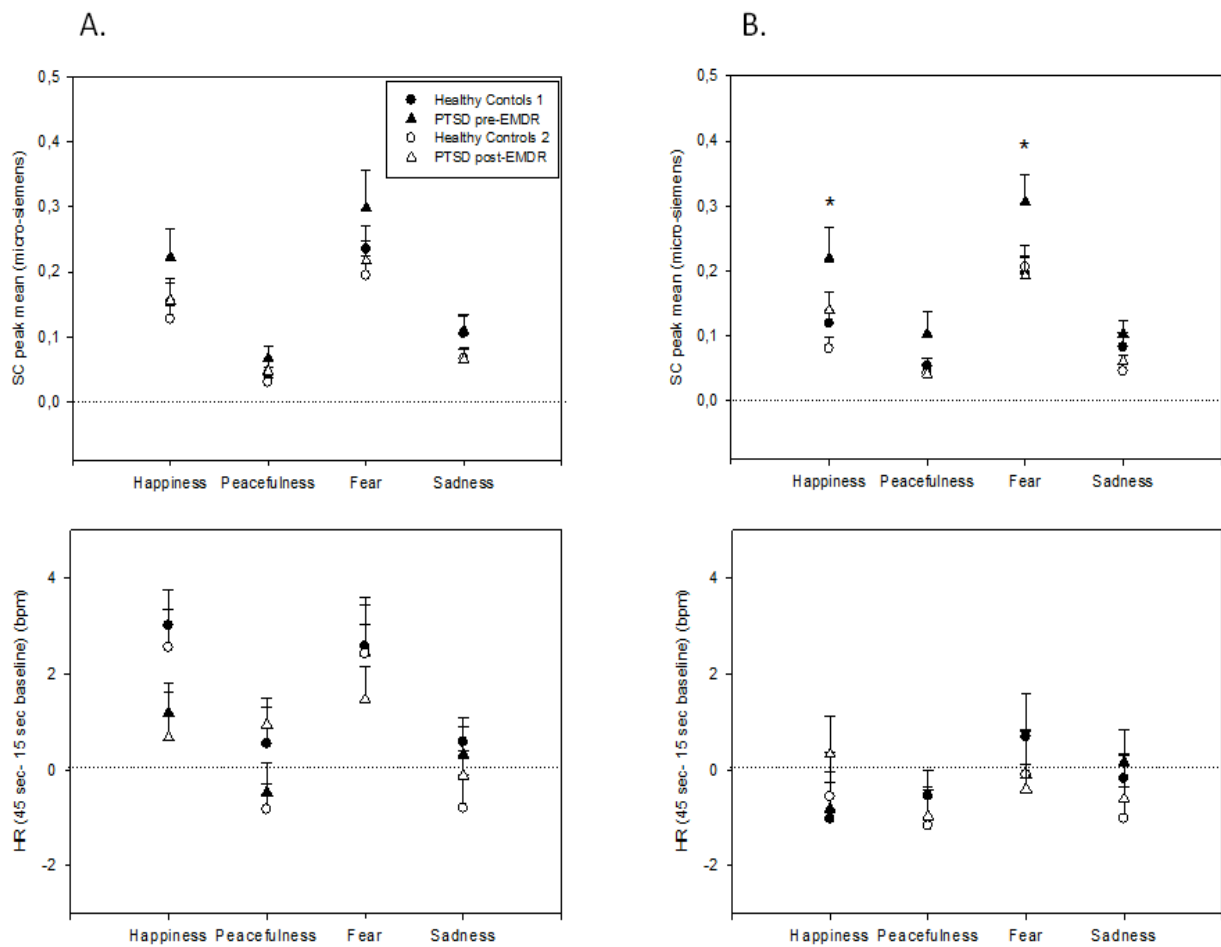 A.
0,5
0,4
0,3
0,2
0,1
0,0
SC peak mean (micro-siemens)
Healthy Contols 1
PTSD pre-EMDR
Healthy Controls 2
PTSD post-EMDR
Happiness Peacefulness Fear Sadness
B.
0,5
0,4
0,3
0,2
0,1
0,0
SC peak mean (micro-siemens)
*
*
Happiness Peacefulness Fear Sadness
4
2
0
-2
HR (45 sec- 15 sec baseline) (bpm)
Happiness Peacefulness Fear Sadness
4
2
0
-2
HR (45 sec- 15 sec baseline) (bpm)
Happiness Peacefulness Fear Sadness